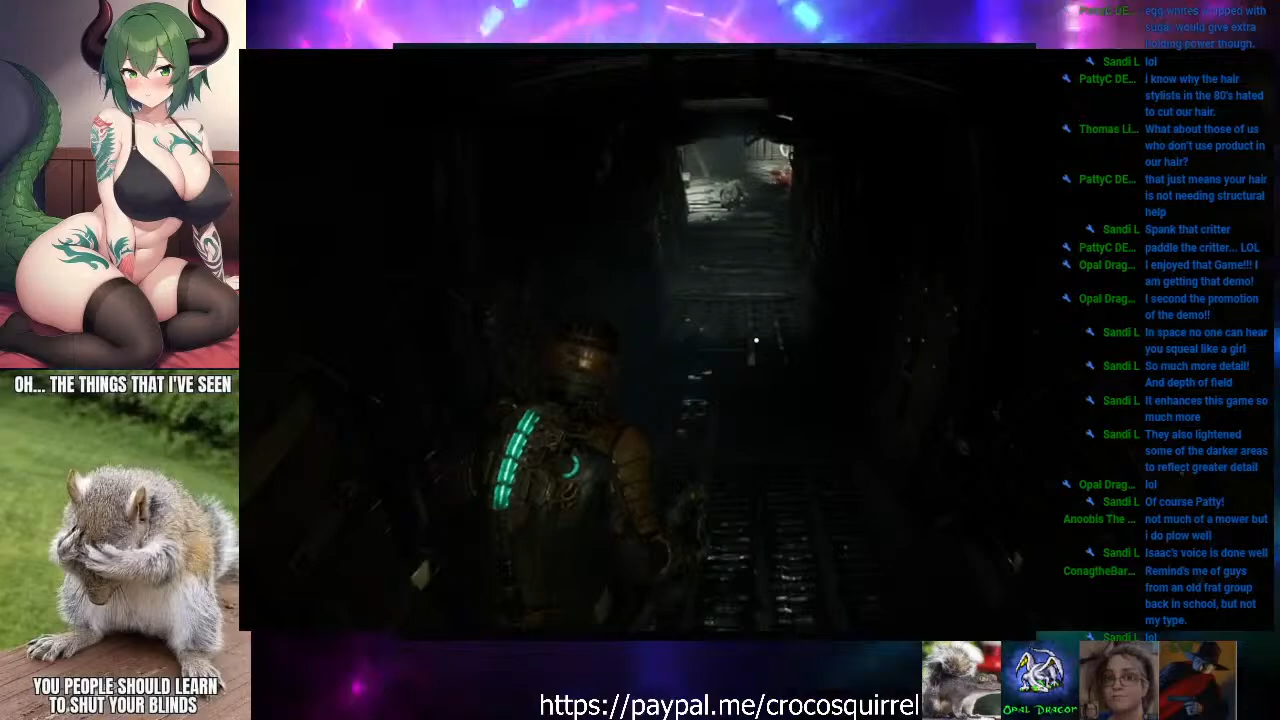 OH... THE THINGS THAT I'VE SEEN
YOU PEOPLE SHOULD LEARN
TO SHUT YOUR BLINDS
egg whites whipped with
sugar would give extra
holding power though.
Sandi L lol
PattyC DE... i know why the hair
stylists in the 80's hated
to cut our hair.
Thomas Li... What about those of us
who don't use product in
our hair?
PattyC DE... that just means your hair
is not needing structural
help
Sandi L Spank that critter
PattyC DE... paddle the critter... LOL
Opal Drag... I enjoyed that Game!!! I
am getting that demo!
Opal Drag... I second the promotion
of the demo!!
Sandi L In space no one can hear
you squeal like a girl
Sandi L So much more detail!
And depth of field
Sandi L It enhances this game so
much more
Sandi L They also lightened
some of the darker areas
to reflect greater detail
Opal Drag... lol
Sandi L Of course Patty!
Anoobis The ... not much of a mower but
i do plow well
Sandi L Isaac's voice is done well
ConagtheBar... Remind's me of guys
from an old frat group
back in school, but not
my type.
Sandi L lol
OPAL DRAGON
https://paypal.me/crocosquirrel